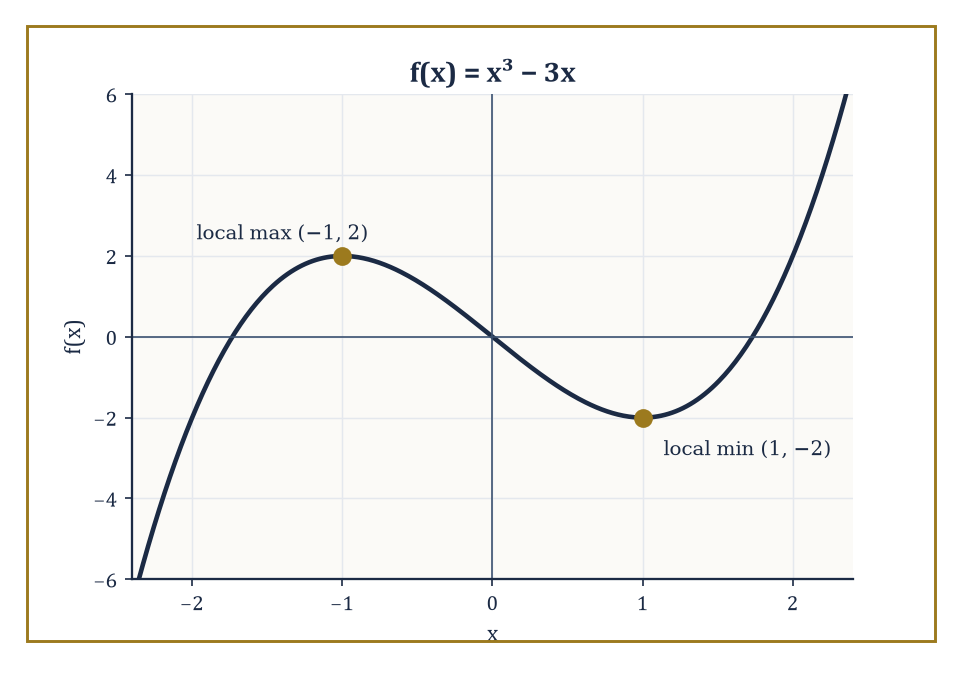 f(x) = x³ − 3x
6
4
local max (−1, 2)
2
f(x)
0
−2
local min (1, −2)
−4
−6
−2 −1 0 1 2
x